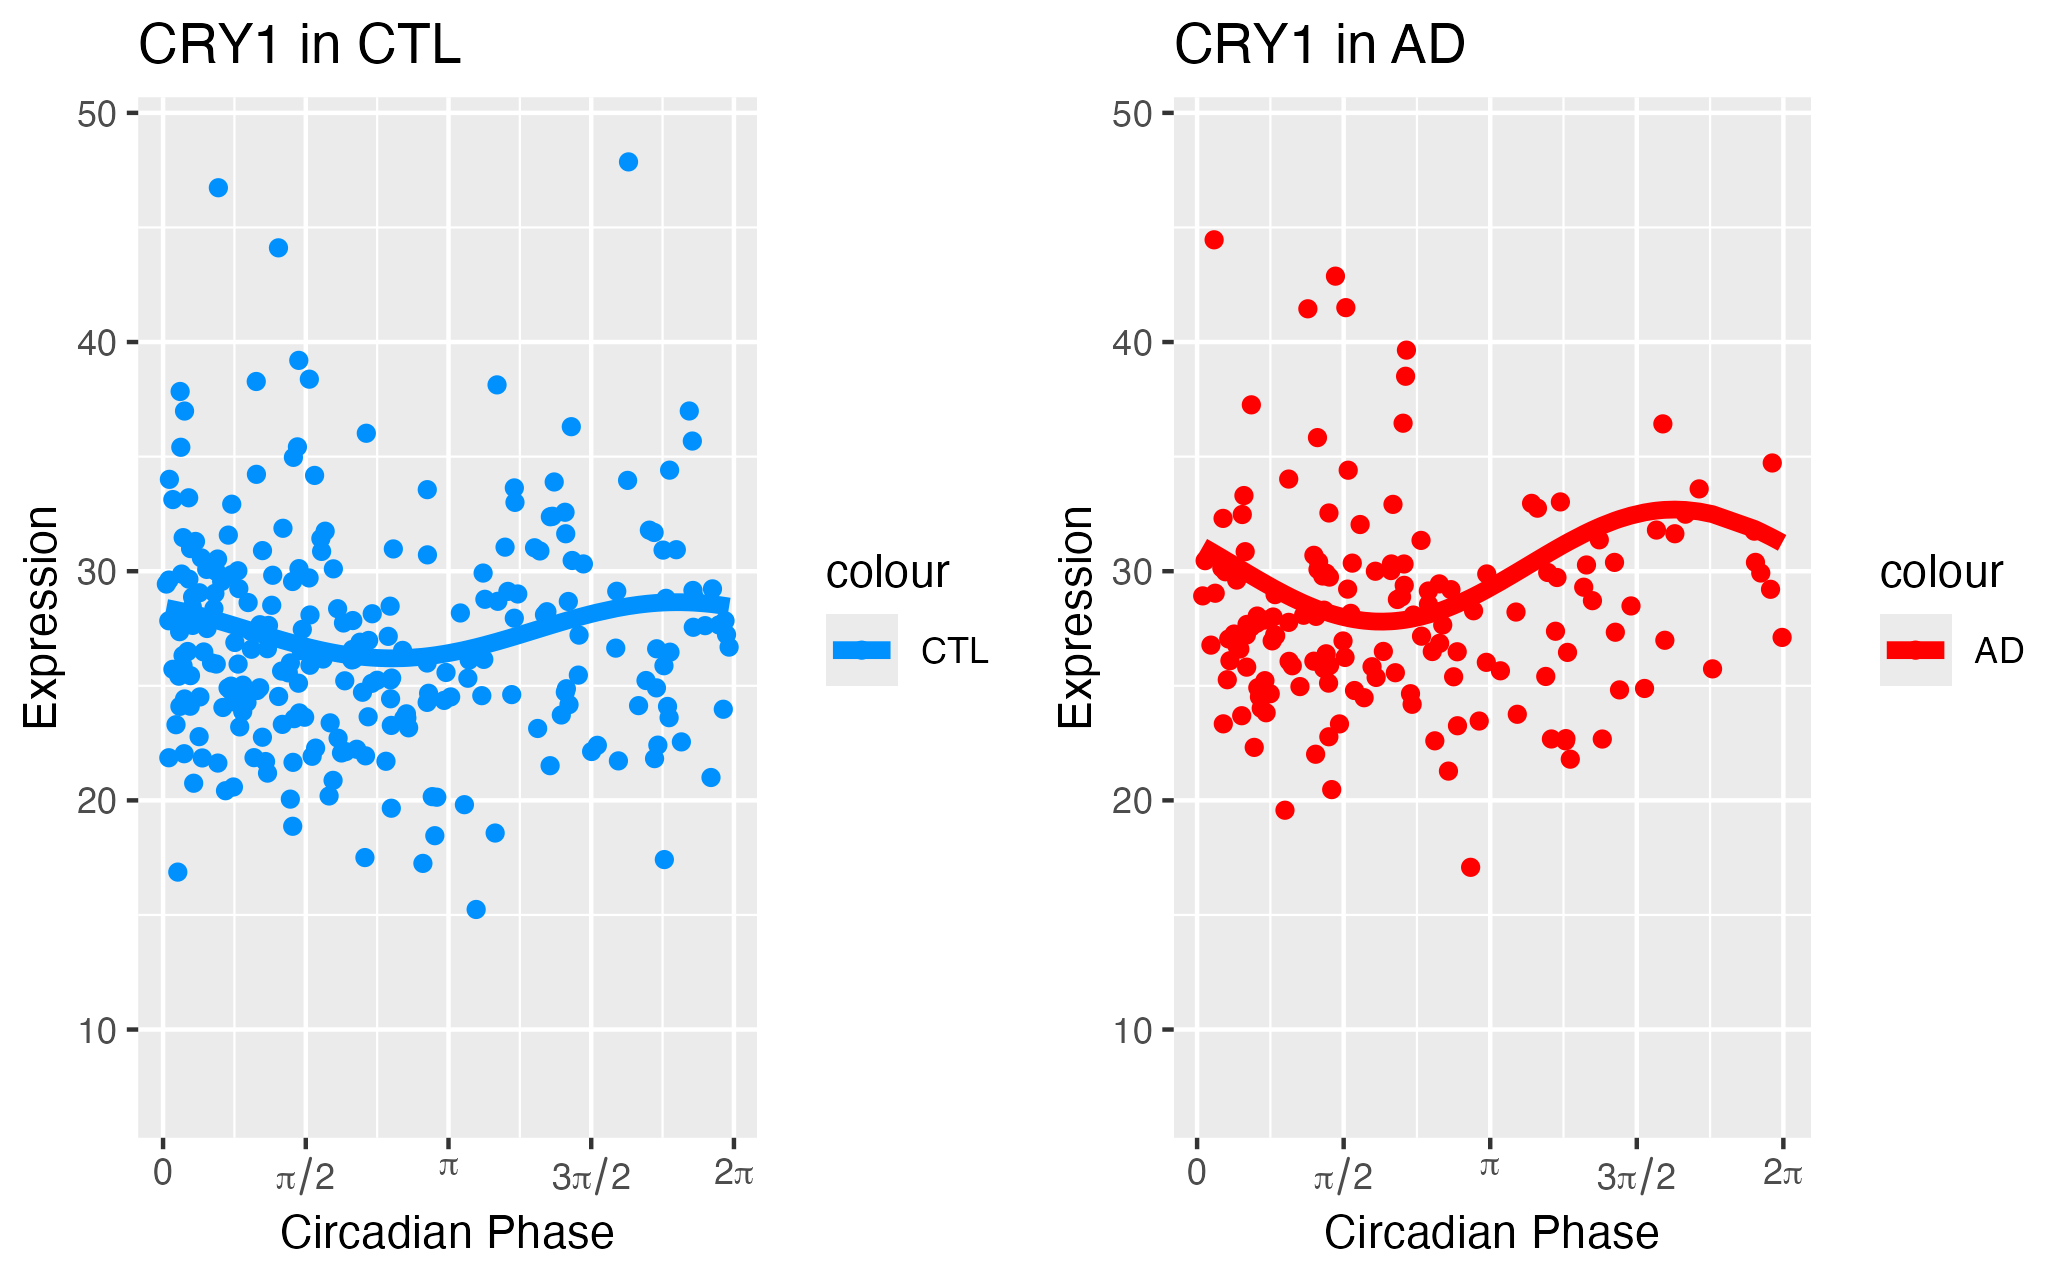 CRY1 in CTL
50
40
30
20
10
Expression
0 π/2 π 3π/2 2π
Circadian Phase
colour
CTL
CRY1 in AD
50
40
30
20
10
Expression
0 π/2 π 3π/2 2π
Circadian Phase
colour
AD